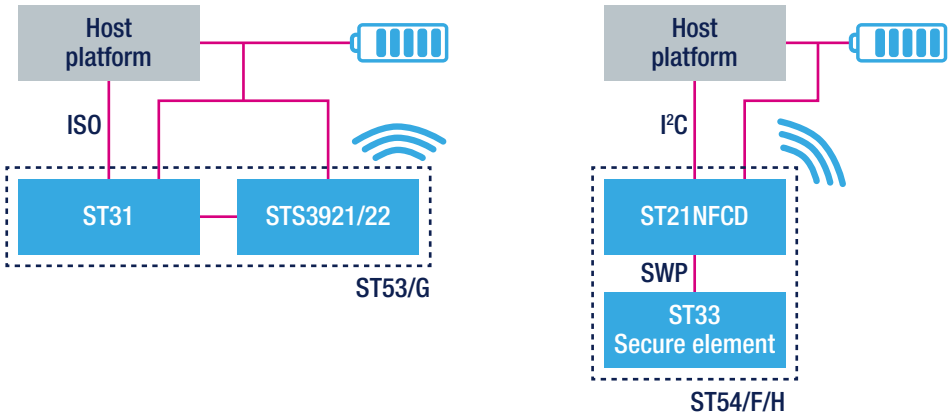 Host
platform
ISO
ST31
STS3921/22
ST53/G
Host
platform
I²C
ST21NFCD
SWP
ST33
Secure element
ST54/F/H